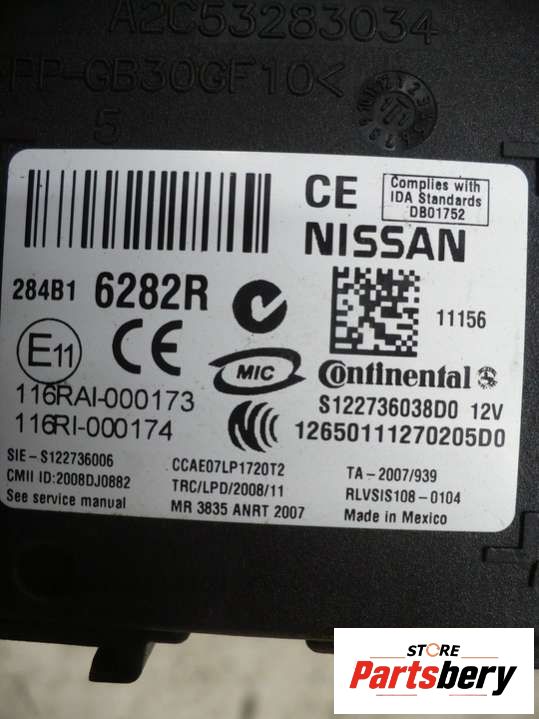 A2C53283034
PP-GB30GF10<
5
CE
Complies with
IDA Standards
DB01752
NISSAN
284B1 6282R
11156
E11
CE
MIC
Continental
116RAI-000173
S122736038D0 12V
116RI-000174
12650111270205D0
SIE-S122736006
CCAE07LP1720T2
TA-2007/939
CMII ID:2008DJ0882
TRC/LPD/2008/11
RLVSIS108-0104
See service manual
MR 3835 ANRT 2007
Made in Mexico
STORE
Partsbery